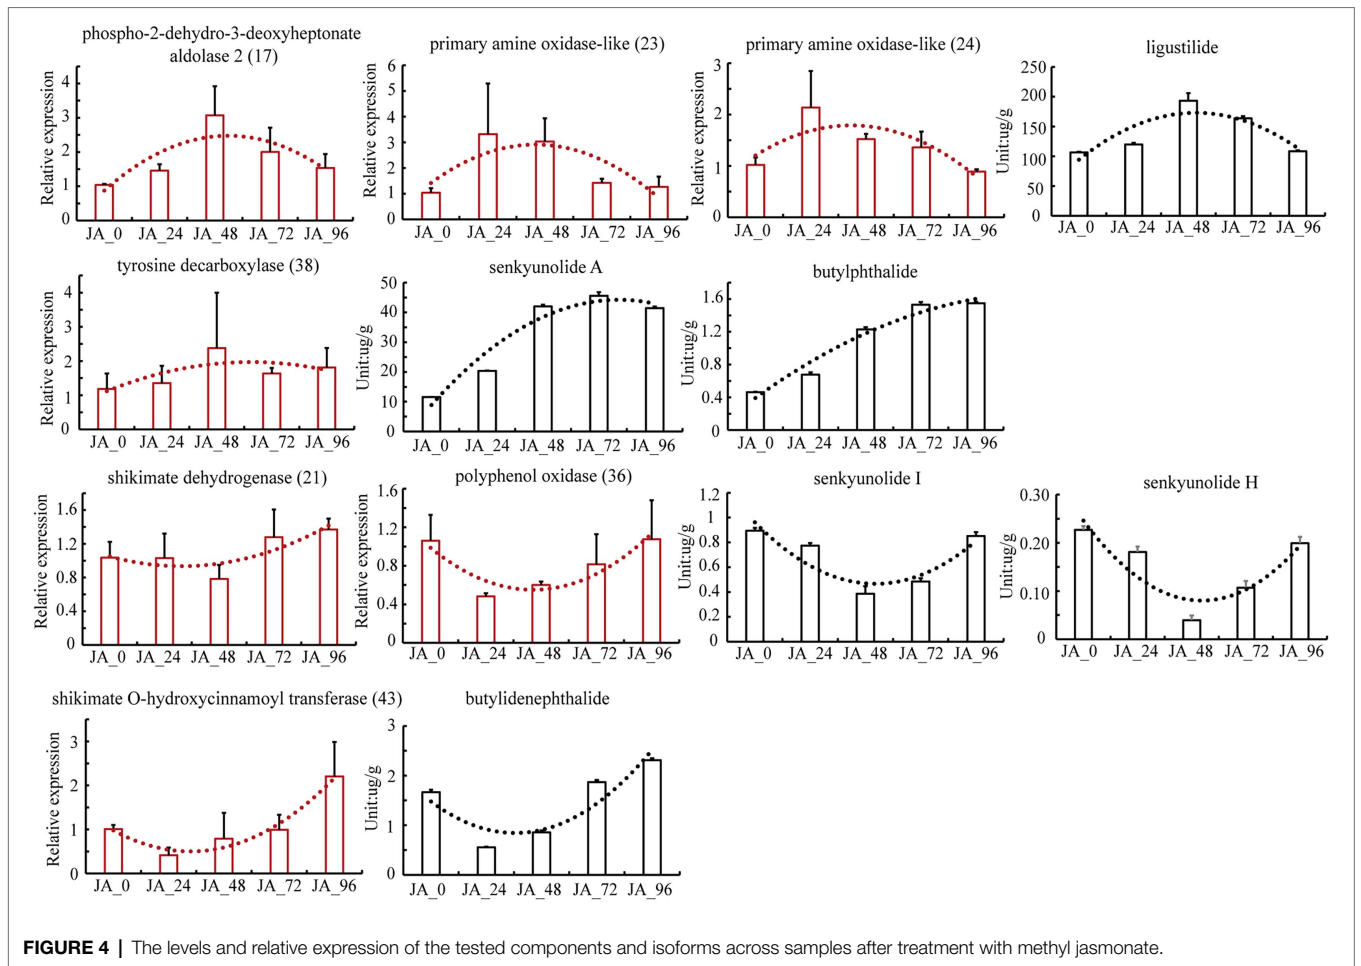 phospho-2-dehydro-3-deoxyheptonate
aldolase 2 (17)
Relative expression
4
3
2
1
0
JA_0 JA_24 JA_48 JA_72 JA_96
primary amine oxidase-like (23)
Relative expression
6
5
4
3
2
1
0
JA_0 JA_24 JA_48 JA_72 JA_96
primary amine oxidase-like (24)
Relative expression
3
2
1
0
JA_0 JA_24 JA_48 JA_72 JA_96
ligustilide
Unit:ug/g
250
200
150
100
50
0
JA_0 JA_24 JA_48 JA_72 JA_96
tyrosine decarboxylase (38)
Relative expression
4
3
2
1
0
JA_0 JA_24 JA_48 JA_72 JA_96
senkyunolide A
Unit:ug/g
50
40
30
20
10
0
JA_0 JA_24 JA_48 JA_72 JA_96
butylphthalide
Unit:ug/g
1.6
1.2
0.8
0.4
0
JA_0 JA_24 JA_48 JA_72 JA_96
shikimate dehydrogenase (21)
Relative expression
1.6
1.2
0.8
0.4
0
JA_0 JA_24 JA_48 JA_72 JA_96
polyphenol oxidase (36)
Relative expression
1.6
1.2
0.8
0.4
0
JA_0 JA_24 JA_48 JA_72 JA_96
senkyunolide I
Unit:ug/g
1.2
1
0.8
0.6
0.4
0.2
0
JA_0 JA_24 JA_48 JA_72 JA_96
senkyunolide H
Unit:ug/g
0.30
0.20
0.10
0
JA_0 JA_24 JA_48 JA_72 JA_96
shikimate O-hydroxycinnamoyl transferase (43)
Relative expression
3
2
1
0
JA_0 JA_24 JA_48 JA_72 JA_96
butylidenephthalide
Unit:ug/g
3
2
1
0
JA_0 JA_24 JA_48 JA_72 JA_96
FIGURE 4 | The levels and relative expression of the tested components and isoforms across samples after treatment with methyl jasmonate.